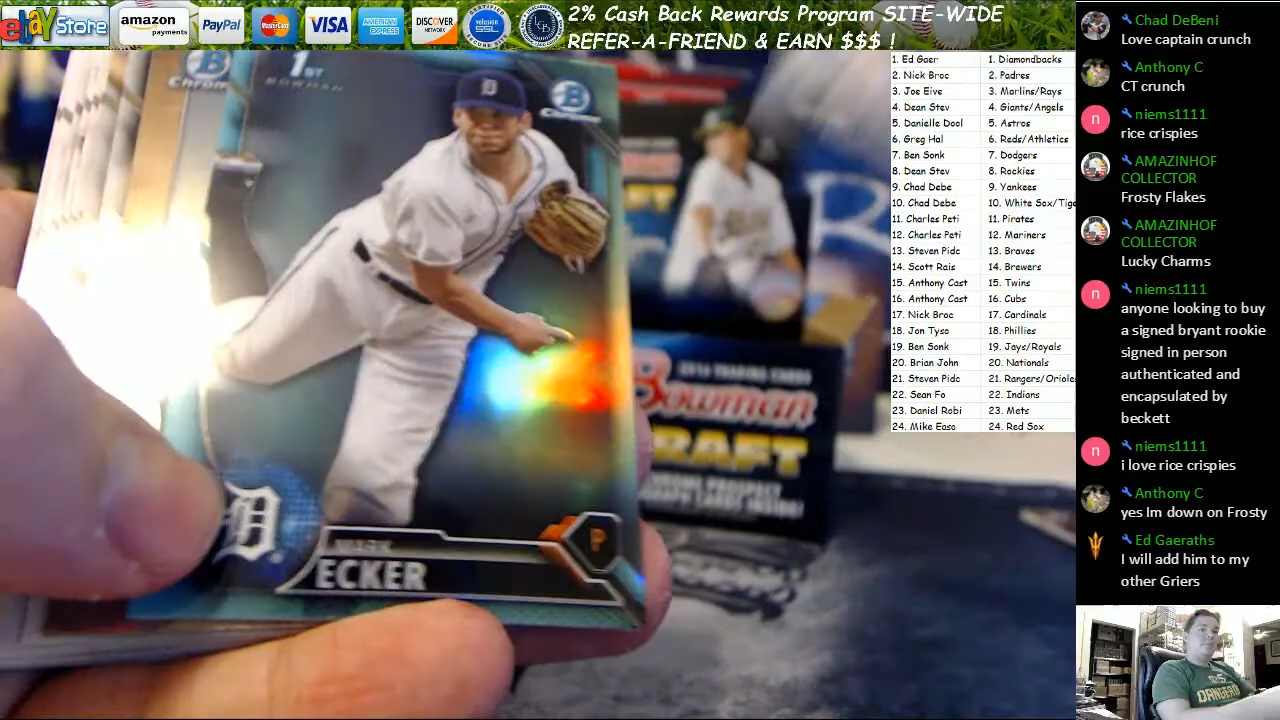 ebay Store
amazon
payments
PayPal
MasterCard
VISA
AMERICAN
EXPRESS
DISCOVER
NETWORK
SSL
2% Cash Back Rewards Program SITE-WIDE
REFER-A-FRIEND & EARN $$$ !
1. Ed Gaer 1. Diamondbacks
2. Nick Broc 2. Padres
3. Joe Eive 3. Marlins/Rays
4. Dean Stev 4. Giants/Angels
5. Danielle Dool 5. Astros
6. Greg Hal 6. Reds/Athletics
7. Ben Sonk 7. Dodgers
8. Dean Stev 8. Rockies
9. Chad Debe 9. Yankees
10. Chad Debe 10. White Sox/Tige
11. Charles Peti 11. Pirates
12. Charles Peti 12. Mariners
13. Steven Pidc 13. Braves
14. Scott Rais 14. Brewers
15. Anthony Cast 15. Twins
16. Anthony Cast 16. Cubs
17. Nick Broc 17. Cardinals
18. Jon Tyso 18. Phillies
19. Ben Sonk 19. Jays/Royals
20. Brian John 20. Nationals
21. Steven Pidc 21. Rangers/Oriole
22. Sean Fo 22. Indians
23. Daniel Robi 23. Mets
24. Mike Easo 24. Red Sox
Chad DeBeni
Love captain crunch
Anthony C
CT crunch
niems1111
rice crispies
AMAZINHOF
COLLECTOR
Frosty Flakes
AMAZINHOF
COLLECTOR
Lucky Charms
niems1111
anyone looking to buy
a signed bryant rookie
signed in person
authenticated and
encapsulated by
beckett
niems1111
i love rice crispies
Anthony C
yes Im down on Frosty
Ed Gaeraths
I will add him to my
other Griers
1ST
BOWMAN
B
Chrome
D
D
MARK
ECKER
P
Bowman
DRAFT